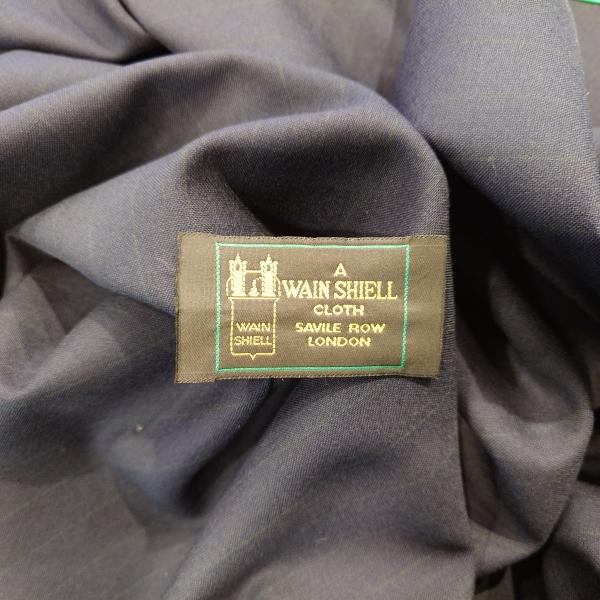 A
WAIN SHIELL
CLOTH
SAVILE ROW
LONDON
WAIN
SHIELL